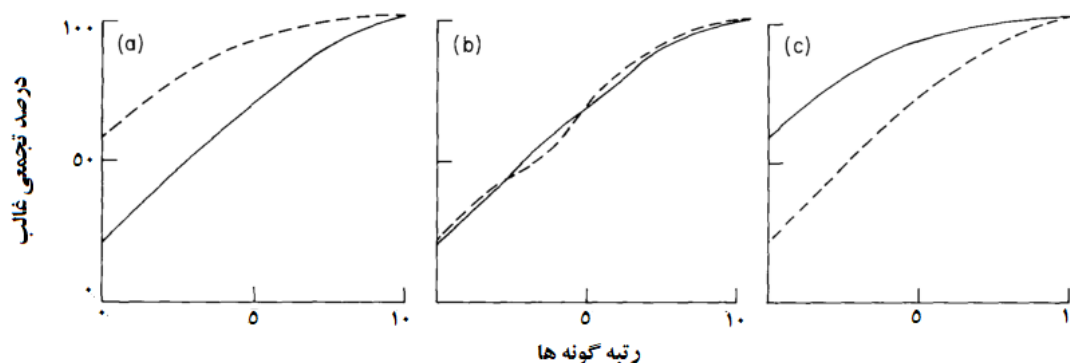 ۱۰۰
(a)
(b)
(c)
۵۰
۰
درصد تجمعی غالب
۰ ۵ ۱۰
۵ ۱۰
۵ ۱
رتبه گونه ها